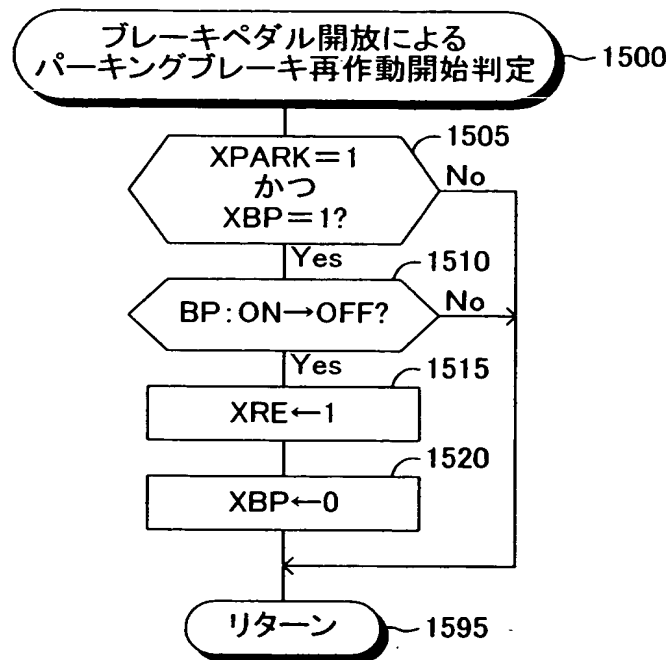 ブレーキペダル開放による
パーキングブレーキ再作動開始判定
1500
1505
XPARK=1
かつ
XBP=1?
No
Yes
1510
BP:ON→OFF?
No
Yes
1515
XRE←1
1520
XBP←0
リターン
1595